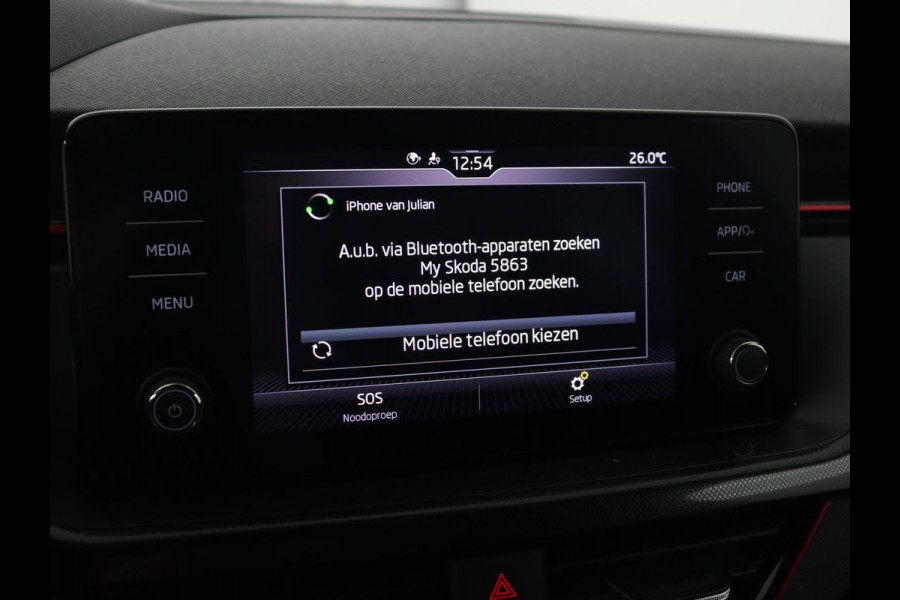 12:54
26.0°C
RADIO
MEDIA
MENU
iPhone van Julian
A.u.b. via Bluetooth-apparaten zoeken
My Skoda 5863
op de mobiele telefoon zoeken.
Mobiele telefoon kiezen
SOS
Noodoproep
Setup
PHONE
APP/
CAR